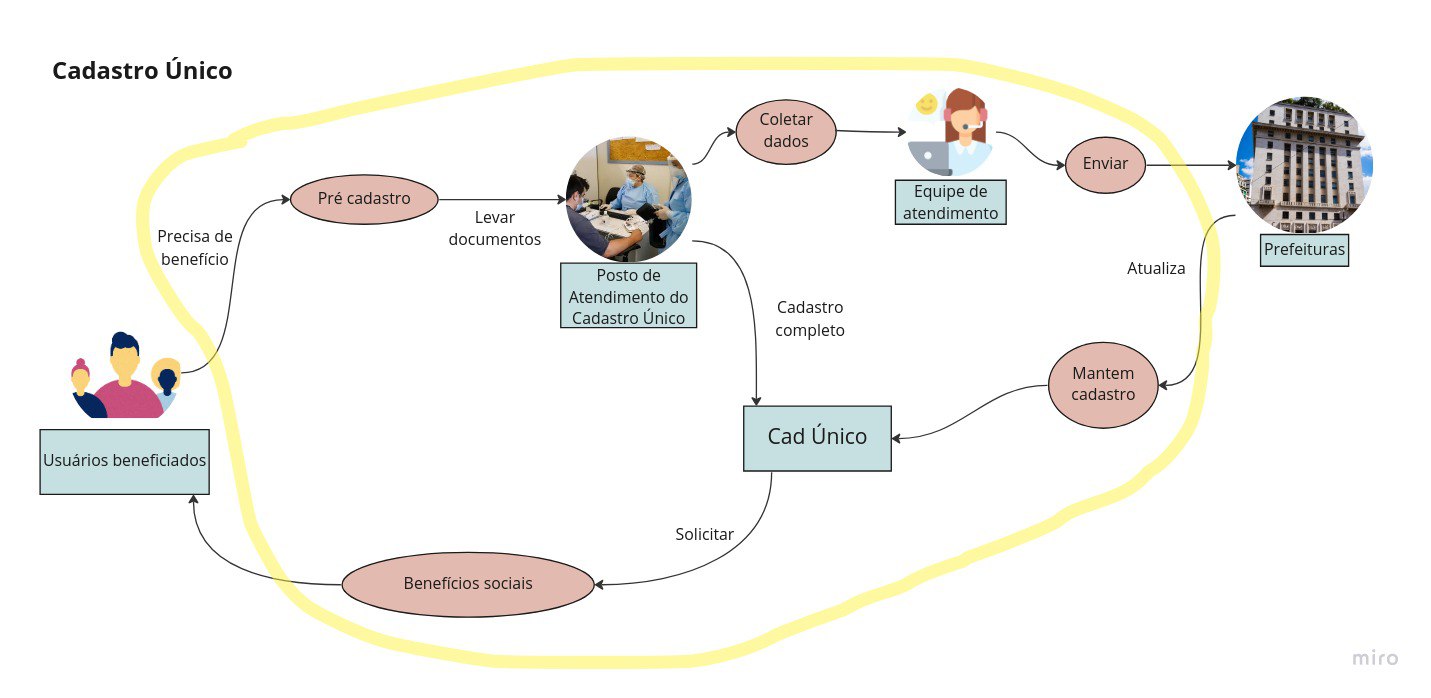 Cadastro Único
Coletar
dados
Enviar
Pré cadastro
Levar
documentos
Equipe de
atendimento
Precisa de
benefício
Prefeituras
Posto de
Atendimento do
Cadastro Único
Atualiza
Cadastro
completo
Mantem
cadastro
Cad Único
Usuários beneficiados
Solicitar
Benefícios sociais
miro